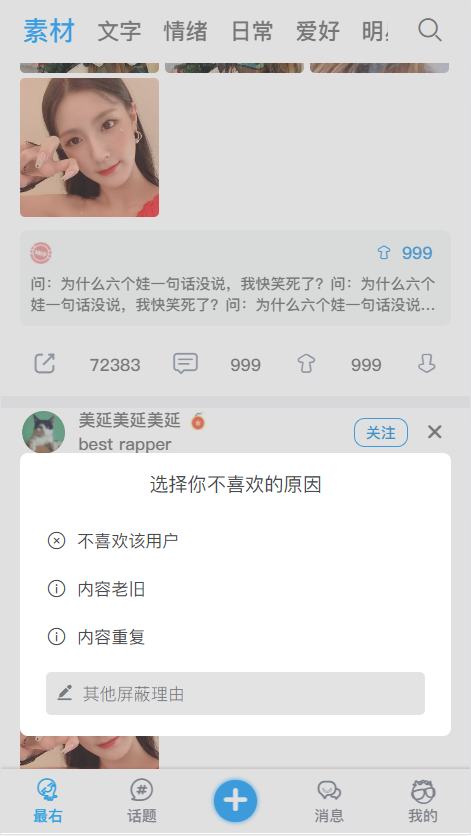 素材 文字 情绪 日常 爱好
999
问：为什么六个娃一句话没说，我快笑死了？问：为什么六个
娃一句话没说，我快笑死了？问：为什么六个娃一句话没说...
72383 999 999
美延美延美延
best rapper
关注
选择你不喜欢的原因
不喜欢该用户
内容老旧
内容重复
其他屏蔽理由
最右 话题 消息 我的